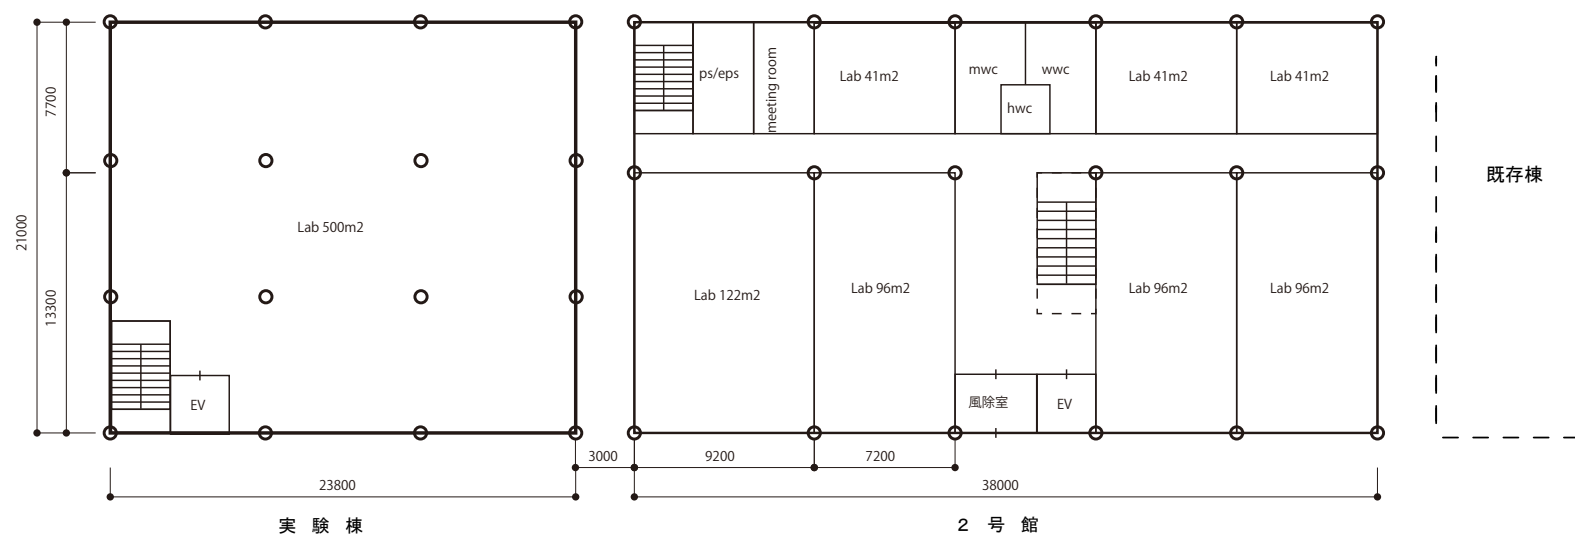 ps/eps
meeting room
Lab 41m2
mwc
wwc
hwc
Lab 41m2
Lab 41m2
7700
21000
13300
Lab 500m2
既存棟
Lab 122m2
Lab 96m2
Lab 96m2
Lab 96m2
EV
風除室
EV
3000
9200
7200
23800
38000
実 験 棟
2 号 館